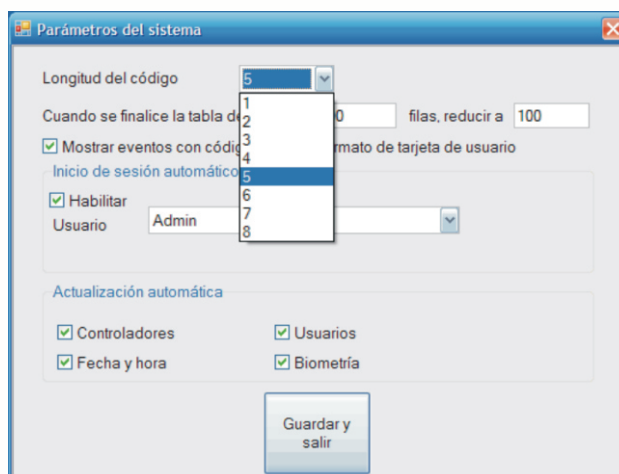 Parámetros del sistema
Longitud del código 5
1
2
3
4
5
6
7
8
Cuando se finalice la tabla de 0 filas, reducir a 100
Mostrar eventos con códig rmato de tarjeta de usuario
Inicio de sesión automático
Habilitar
Usuario Admin
Actualización automática
Controladores Usuarios
Fecha y hora Biometría
Guardar y
salir